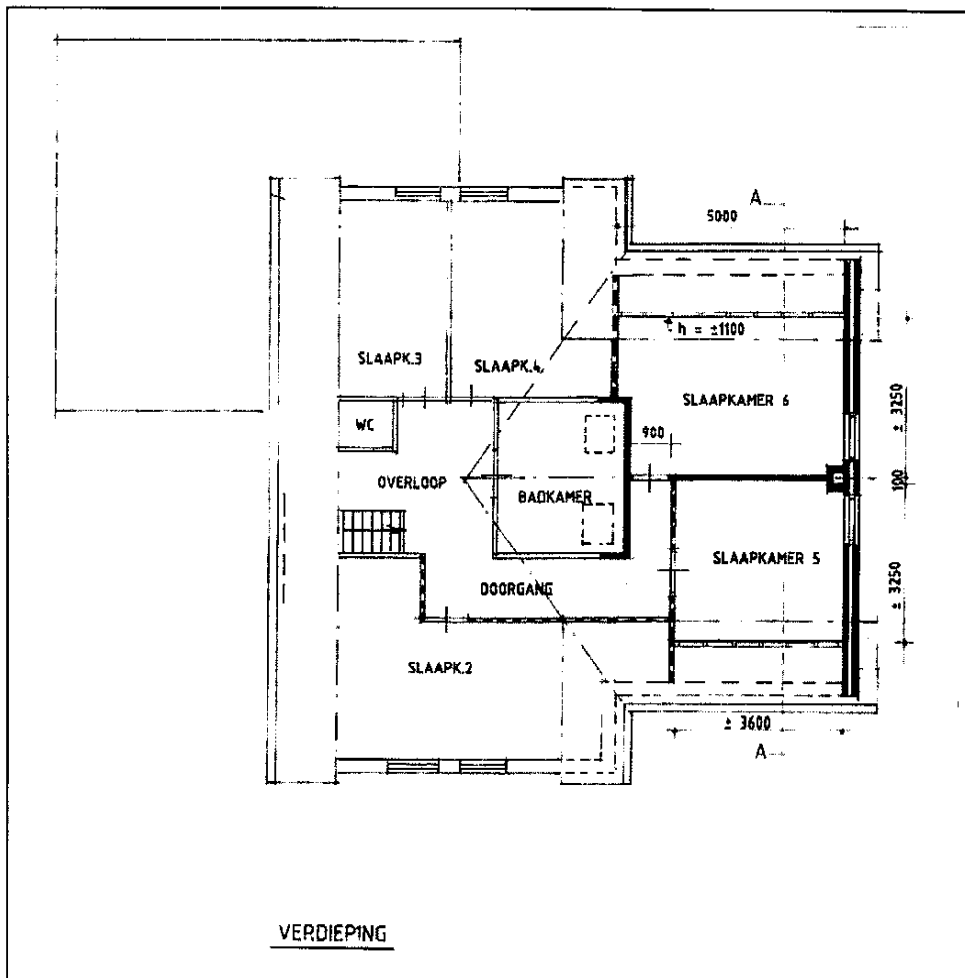 A
5000
h = ±1100
SLAAPK.3
SLAAPK.4
SLAAPKAMER 6
± 3250
WC
900
OVERLOOP
BADKAMER
100
SLAAPKAMER 5
DOORGANG
± 3250
SLAAPK.2
± 3600
A
VERDIEPING